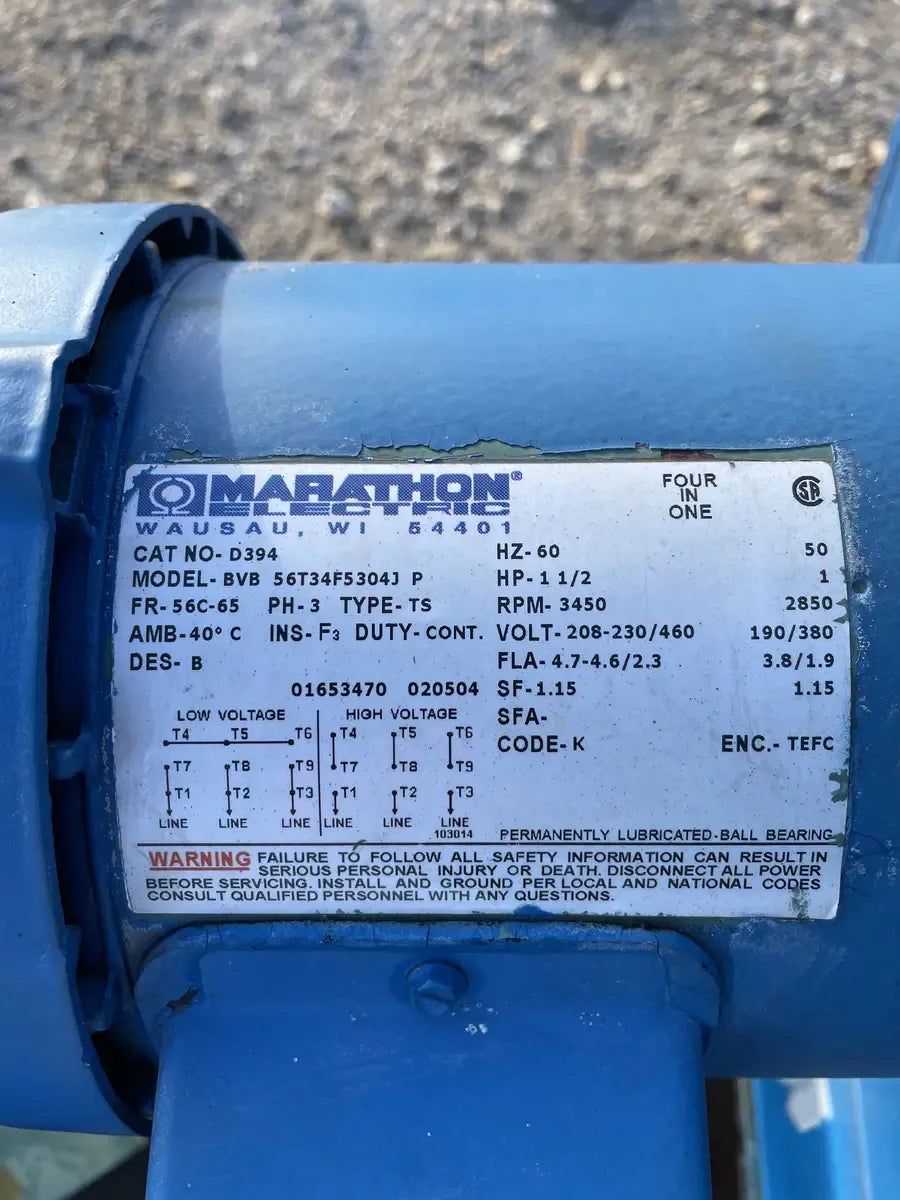 MARATHON®
ELECTRIC
WAUSAU, WI 54401
FOUR
IN
ONE
SA
CAT NO- D394
MODEL- BVB 56T34F5304J P
FR- 56C-65 PH- 3 TYPE- TS
AMB-40° C INS- F3 DUTY- CONT.
DES- B
01653470 020504
HZ- 60 50
HP- 1 1/2 1
RPM- 3450 2850
VOLT- 208-230/460 190/380
FLA- 4.7-4.6/2.3 3.8/1.9
SF- 1.15 1.15
SFA-
CODE- K ENC.- TEFC
LOW VOLTAGE
T4 T5 T6
T7 T8 T9
T1 T2 T3
LINE LINE LINE
HIGH VOLTAGE
T4 T5 T6
T7 T8 T9
T1 T2 T3
LINE LINE LINE
103014
PERMANENTLY LUBRICATED-BALL BEARING
WARNING FAILURE TO FOLLOW ALL SAFETY INFORMATION CAN RESULT IN
SERIOUS PERSONAL INJURY OR DEATH. DISCONNECT ALL POWER
BEFORE SERVICING. INSTALL AND GROUND PER LOCAL AND NATIONAL CODES
CONSULT QUALIFIED PERSONNEL WITH ANY QUESTIONS.